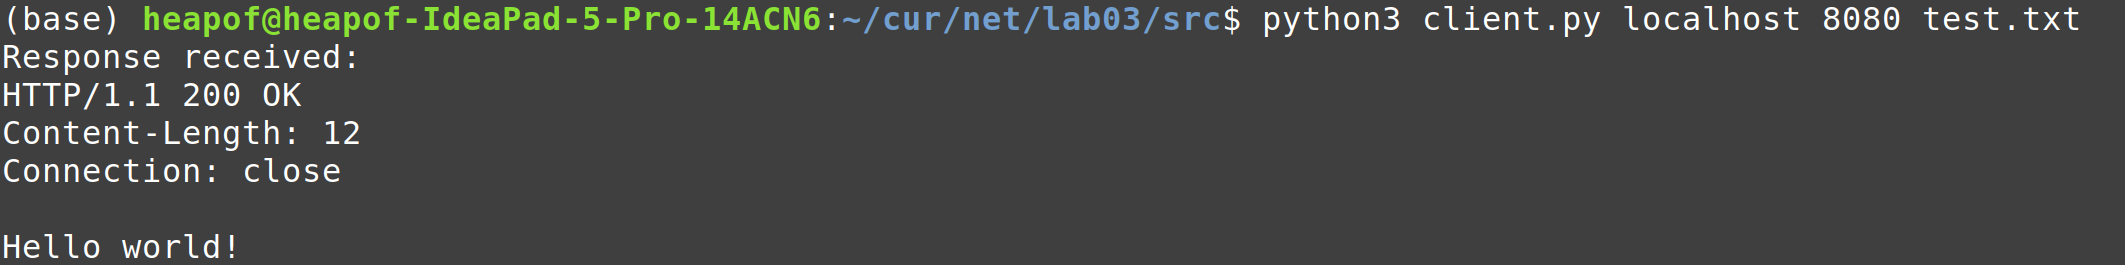 (base) heapof@heapof-IdeaPad-5-Pro-14ACN6:~/cur/net/lab03/src$ python3 client.py localhost 8080 test.txt
Response received:
HTTP/1.1 200 OK
Content-Length: 12
Connection: close
Hello world!